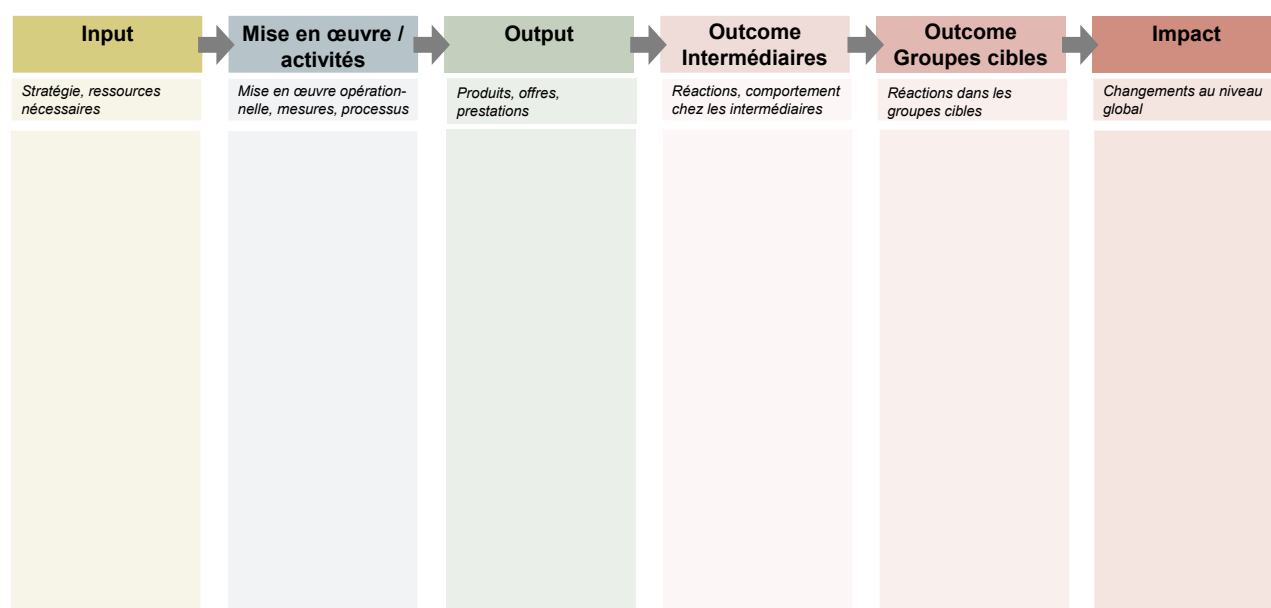 Input
Mise en œuvre /
activités
Output
Outcome
Intermédiaires
Outcome
Groupes cibles
Impact
Stratégie, ressources
nécessaires
Mise en œuvre opération-
nelle, mesures, processus
Produits, offres,
prestations
Réactions, comportement
chez les intermédiaires
Réactions dans les
groupes cibles
Changements au niveau
global